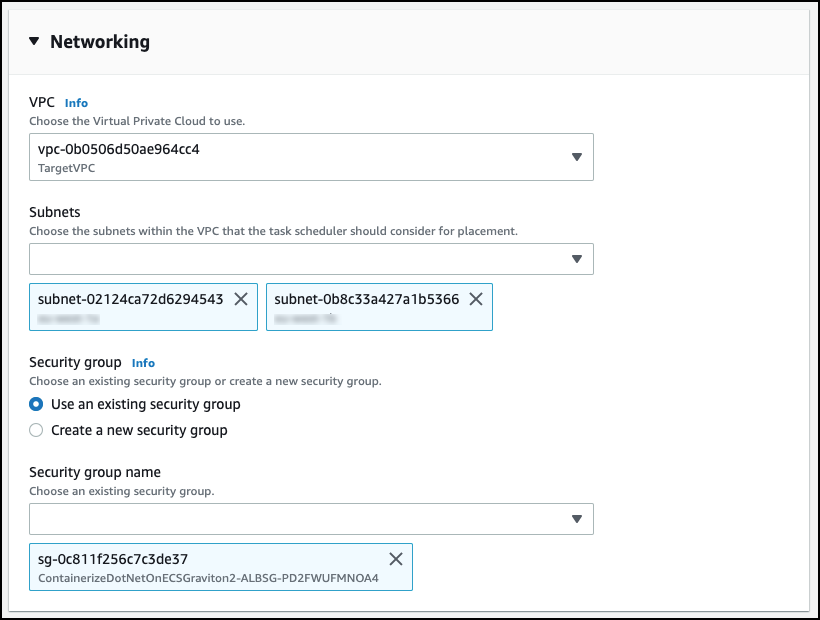 Networking
VPC Info
Choose the Virtual Private Cloud to use.
vpc-0b0506d50ae964cc4
TargetVPC
Subnets
Choose the subnets within the VPC that the task scheduler should consider for placement.
subnet-02124ca72d6294543 subnet-0b8c33a427a1b5366
Security group Info
Choose an existing security group or create a new security group.
Use an existing security group
Create a new security group
Security group name
Choose an existing security group.
sg-0c811f256c7c3de37
ContainerizeDotNetOnECSGraviton2-ALBSG-PD2FWUFMNOA4